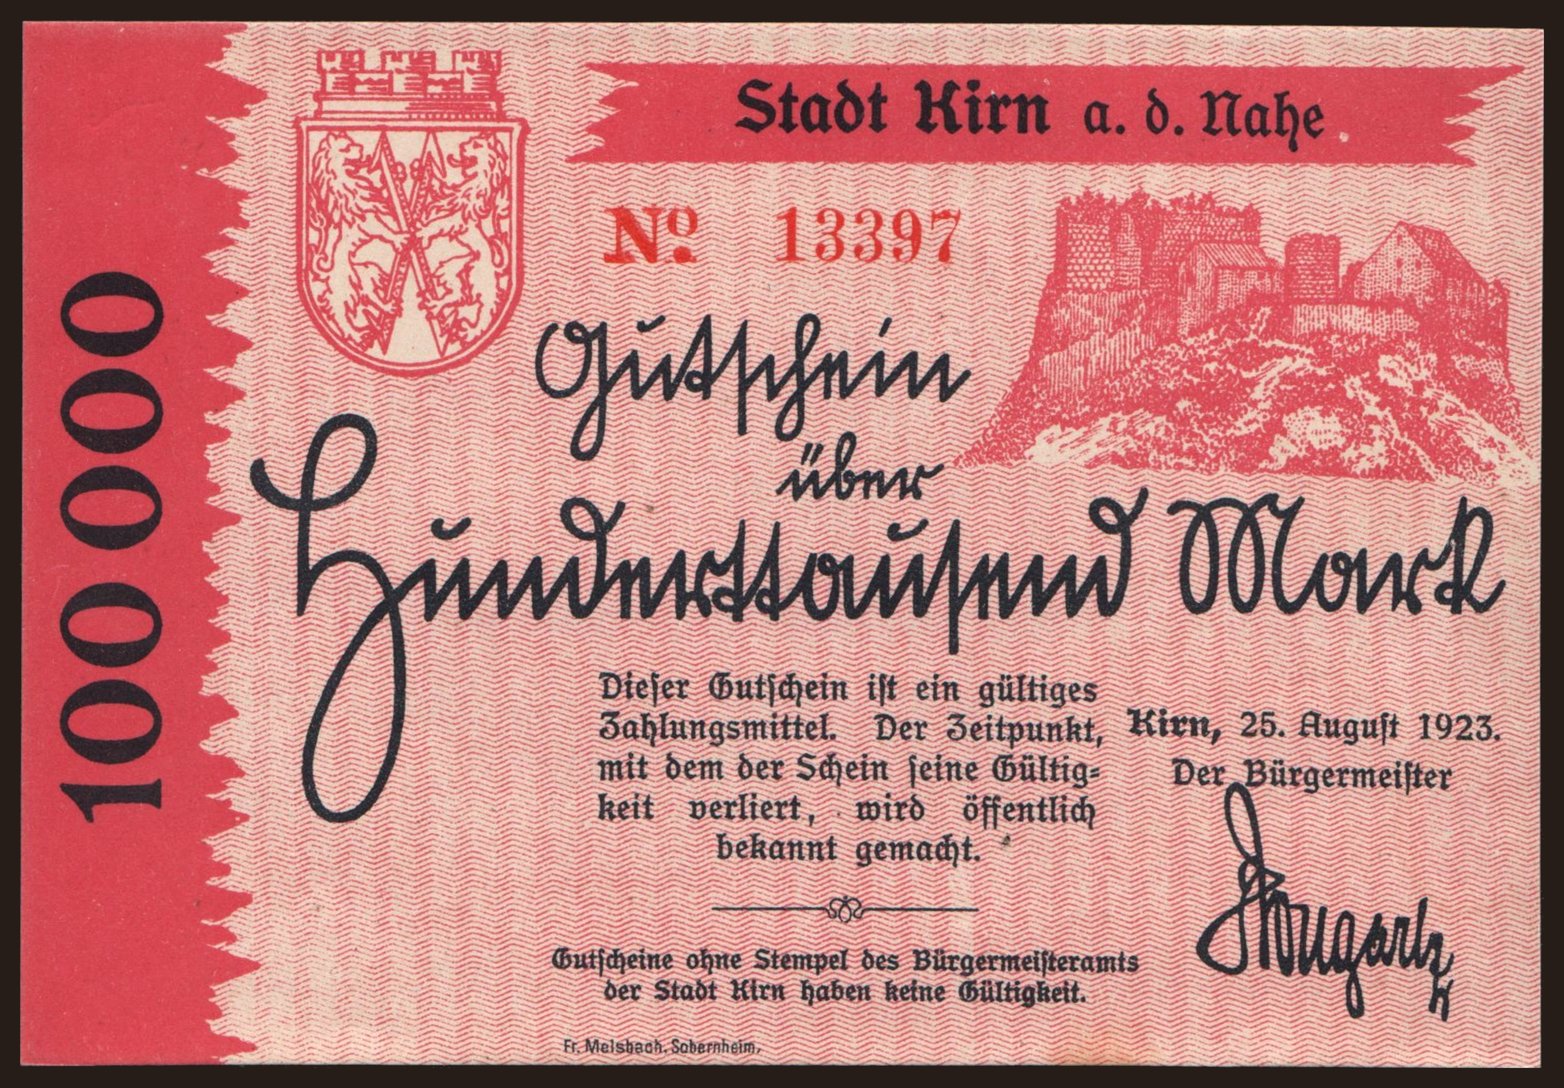 100 000
Stadt Kirn a. d. Nahe
No. 13397
Gutschein
über
Hunderttausend Mark
Dieser Gutschein ist ein gültiges
Zahlungsmittel. Der Zeitpunkt,
mit dem der Schein seine Gültig=
keit verliert, wird öffentlich
bekannt gemacht.
Kirn, 25. August 1923.
Der Bürgermeister
Gutscheine ohne Stempel des Bürgermeisteramts
der Stadt Kirn haben keine Gültigkeit.
Fr. Melsbach, Sobernheim.